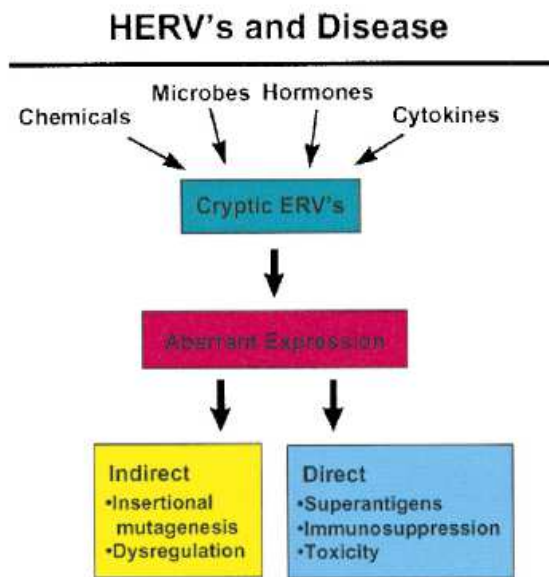 HERV's and Disease
Microbes Hormones
Chemicals
Cytokines
Cryptic ERV's
Aberrant Expression
Indirect
•Insertional
mutagenesis
•Dysregulation
Direct
•Superantigens
•Immunosuppression
•Toxicity